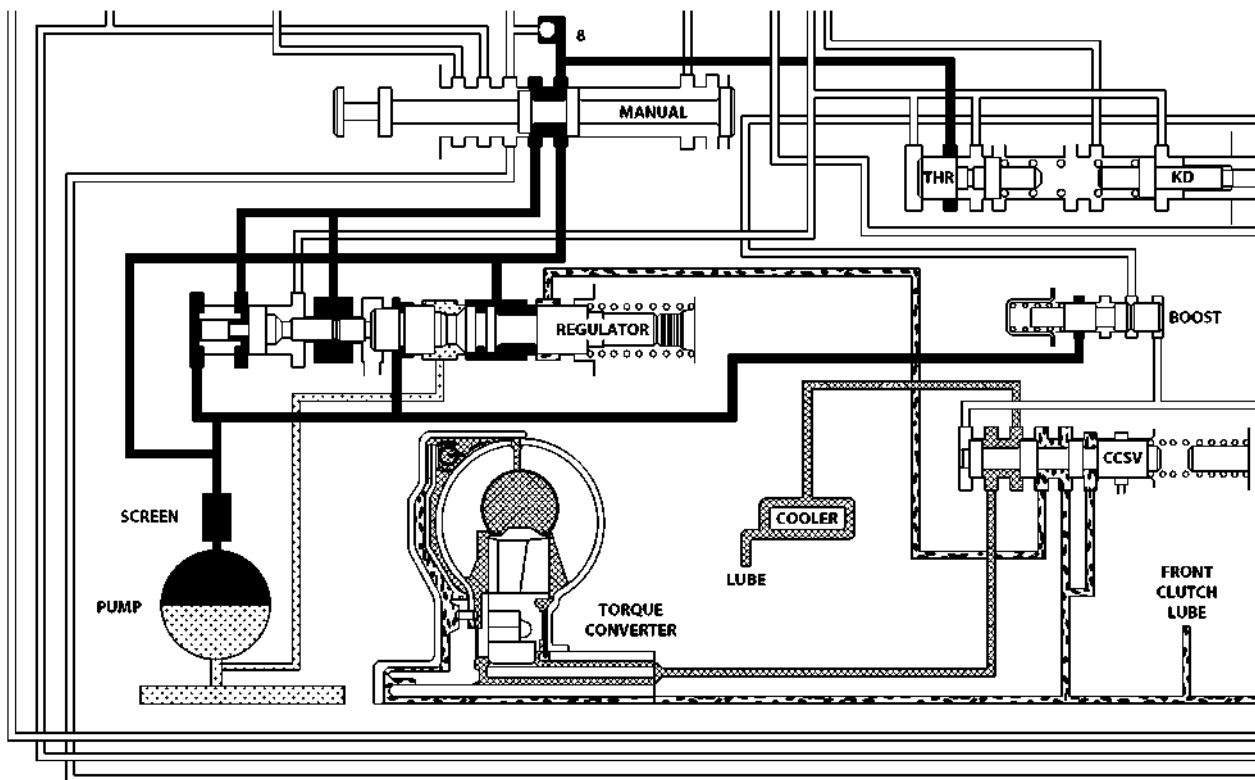 8
MANUAL
THR
KD
REGULATOR
BOOST
CCSV
SCREEN
COOLER
LUBE
PUMP
TORQUE
CONVERTER
FRONT
CLUTCH
LUBE